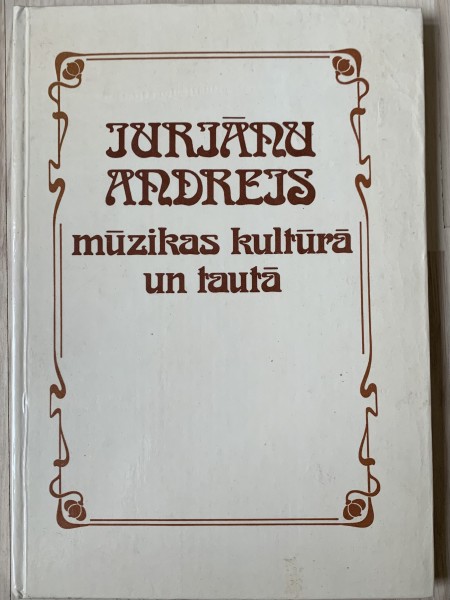 JURJĀNU
ANDREJS
mūzikas kultūrā
un tautā